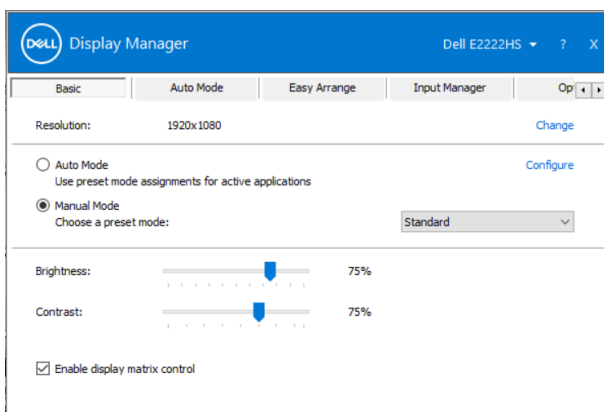 DELL Display Manager Dell E2222HS ? X
Basic Auto Mode Easy Arrange Input Manager Op
Resolution: 1920x1080 Change
Auto Mode Configure
Use preset mode assignments for active applications
Manual Mode
Choose a preset mode: Standard
Brightness: 75%
Contrast: 75%
Enable display matrix control